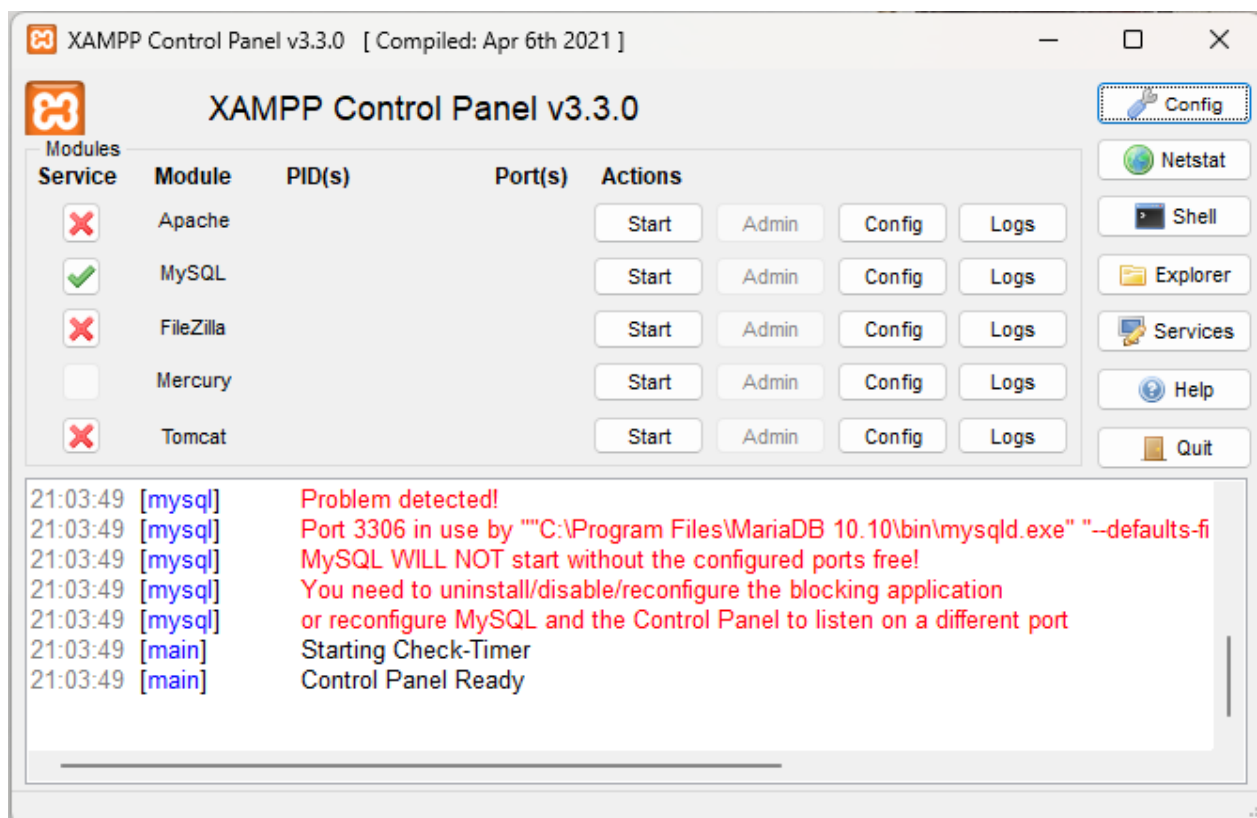 XAMPP Control Panel v3.3.0 [ Compiled: Apr 6th 2021 ]
XAMPP Control Panel v3.3.0
Config
Modules
Service Module PID(s) Port(s) Actions
Netstat
Apache Start Admin Config Logs
Shell
MySQL Start Admin Config Logs
Explorer
FileZilla Start Admin Config Logs
Services
Mercury Start Admin Config Logs
Help
Tomcat Start Admin Config Logs
Quit
21:03:49 [mysql] Problem detected!
21:03:49 [mysql] Port 3306 in use by ""C:\Program Files\MariaDB 10.10\bin\mysqld.exe" "--defaults-fi
21:03:49 [mysql] MySQL WILL NOT start without the configured ports free!
21:03:49 [mysql] You need to uninstall/disable/reconfigure the blocking application
21:03:49 [mysql] or reconfigure MySQL and the Control Panel to listen on a different port
21:03:49 [main] Starting Check-Timer
21:03:49 [main] Control Panel Ready